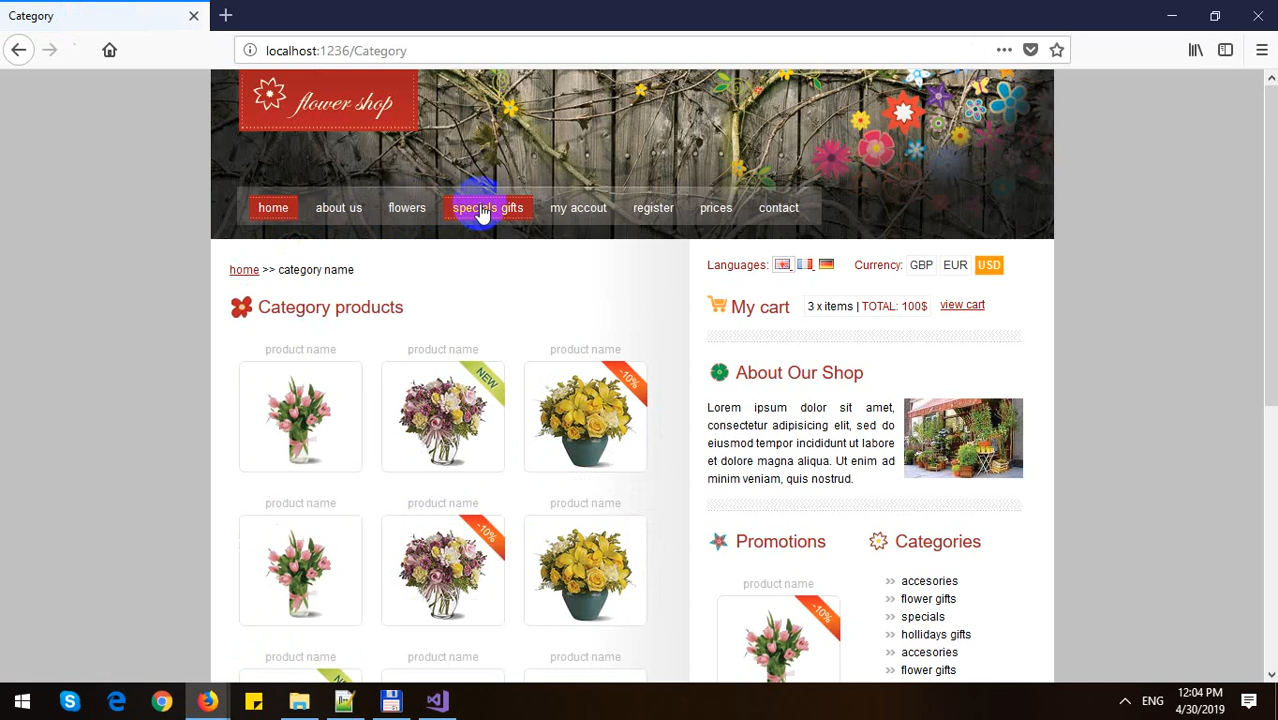 Category
localhost:1236/Category
flower shop
home about us flowers specials gifts my accout register prices contact
home >> category name
Languages: Currency: GBP EUR USD
Category products
My cart 3 x items | TOTAL: 100$ view cart
product name product name product name
NEW
-10%
About Our Shop
Lorem ipsum dolor sit amet,
consectetur adipisicing elit, sed do
eiusmod tempor incididunt ut labore
et dolore magna aliqua. Ut enim ad
minim veniam, quis nostrud.
product name product name product name
-10%
Promotions
Categories
product name
-10%
accesories
flower gifts
specials
hollidays gifts
accesories
flower gifts
product name product name product name
ENG
12:04 PM
4/30/2019